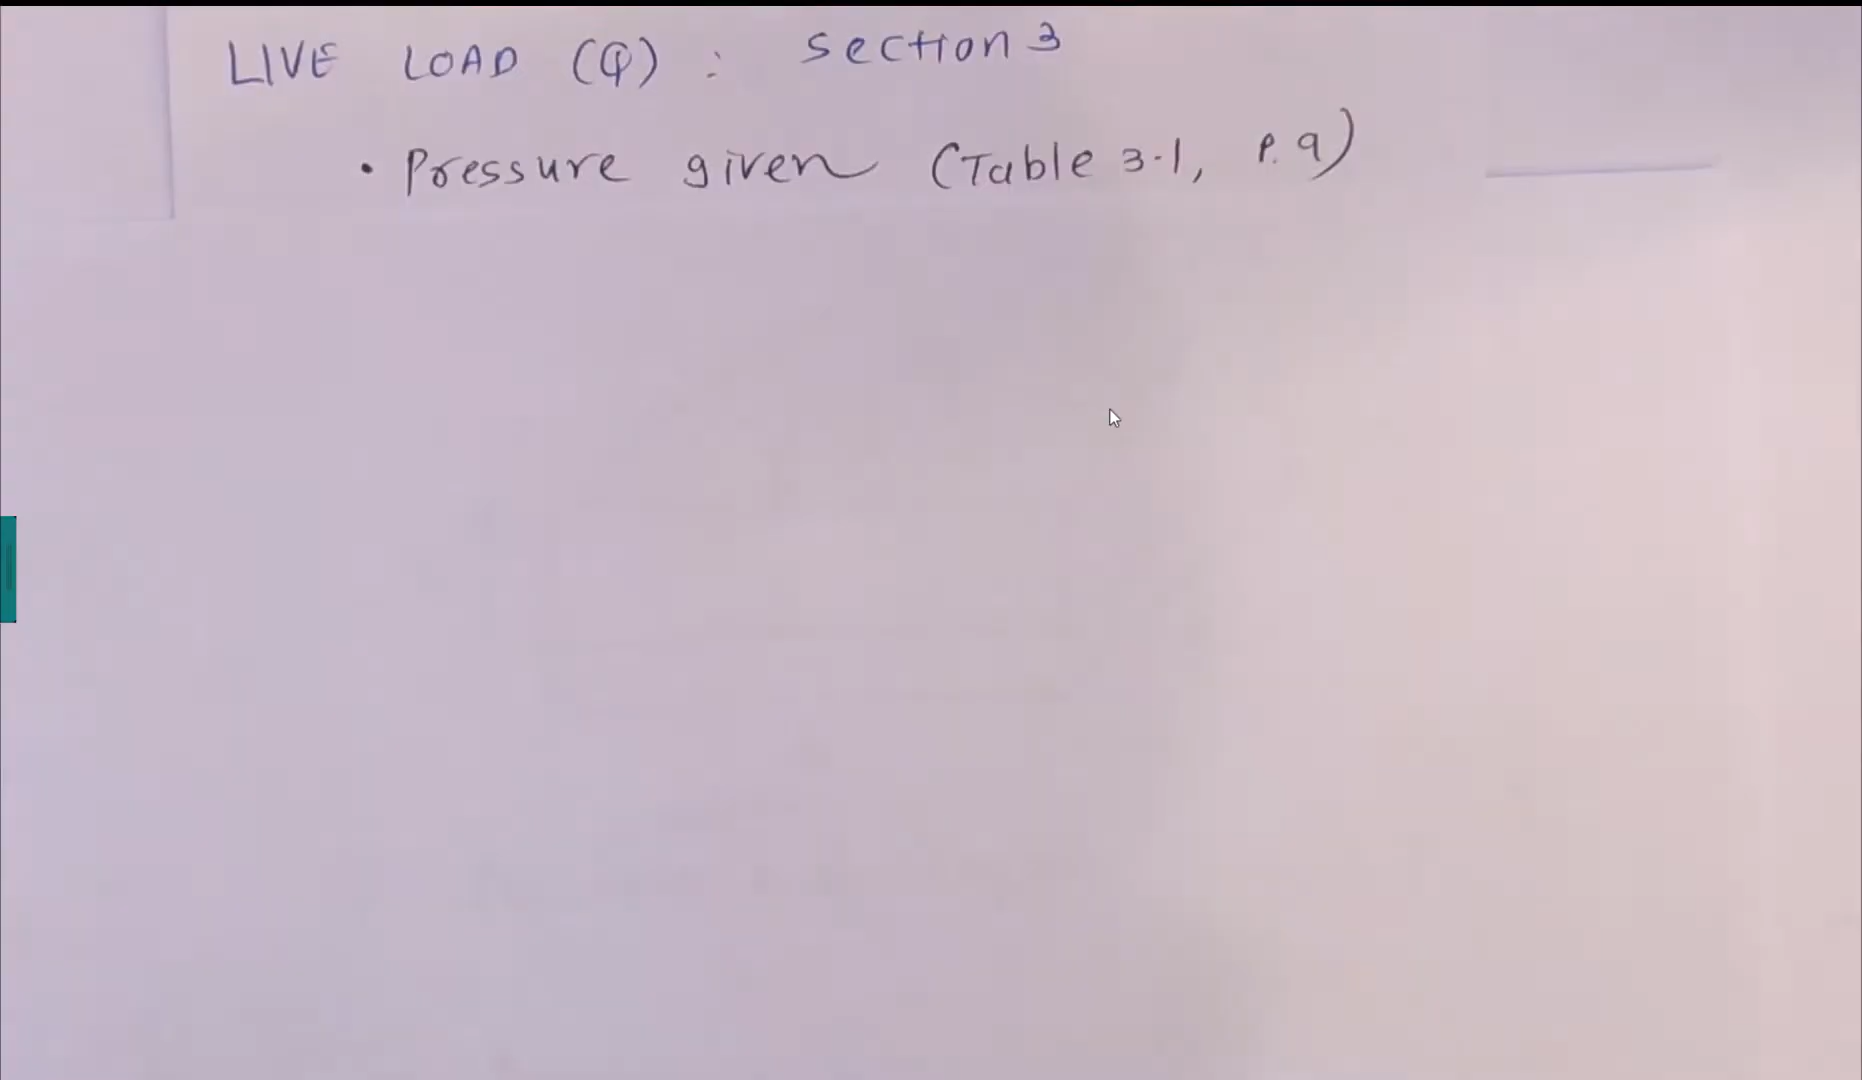 LIVE LOAD (Q) : Section 3
• Pressure given (Table 3.1, P. 9)